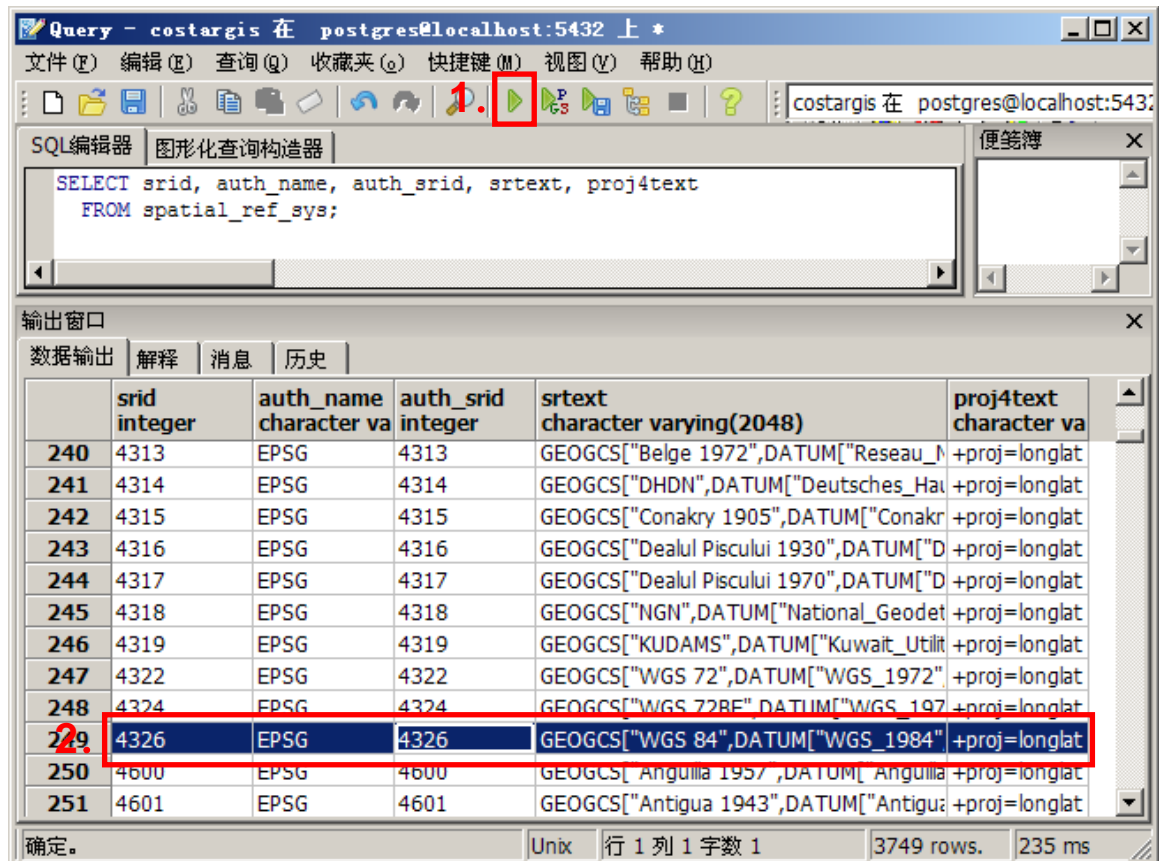 Query - costargis 在 postgres@localhost:5432 上 *
文件(F) 编辑(E) 查询(Q) 收藏夹(o) 快捷键(M) 视图(V) 帮助(H)
1.
costargis 在 postgres@localhost:5432
SQL编辑器 图形化查询构造器
便笺簿
SELECT srid, auth_name, auth_srid, srtext, proj4text
FROM spatial_ref_sys;
输出窗口
数据输出 解释 消息 历史
srid auth_name auth_srid srtext proj4text
integer character va integer character varying(2048) character va
240 4313 EPSG 4313 GEOGCS["Belge 1972",DATUM["Reseau_N +proj=longlat
241 4314 EPSG 4314 GEOGCS["DHDN",DATUM["Deutsches_Hau +proj=longlat
242 4315 EPSG 4315 GEOGCS["Conakry 1905",DATUM["Conakr +proj=longlat
243 4316 EPSG 4316 GEOGCS["Dealul Piscului 1930",DATUM["D +proj=longlat
244 4317 EPSG 4317 GEOGCS["Dealul Piscului 1970",DATUM["D +proj=longlat
245 4318 EPSG 4318 GEOGCS["NGN",DATUM["National_Geodet +proj=longlat
246 4319 EPSG 4319 GEOGCS["KUDAMS",DATUM["Kuwait_Utilit +proj=longlat
247 4322 EPSG 4322 GEOGCS["WGS 72",DATUM["WGS_1972", +proj=longlat
248 4324 EPSG 4324 GEOGCS["WGS 72BE",DATUM["WGS_197 +proj=longlat
2.
249 4326 EPSG 4326 GEOGCS["WGS 84",DATUM["WGS_1984", +proj=longlat
250 4600 EPSG 4600 GEOGCS["Anguilla 1957",DATUM["Anguilla +proj=longlat
251 4601 EPSG 4601 GEOGCS["Antigua 1943",DATUM["Antigua +proj=longlat
确定。 Unix 行 1 列 1 字数 1 3749 rows. 235 ms